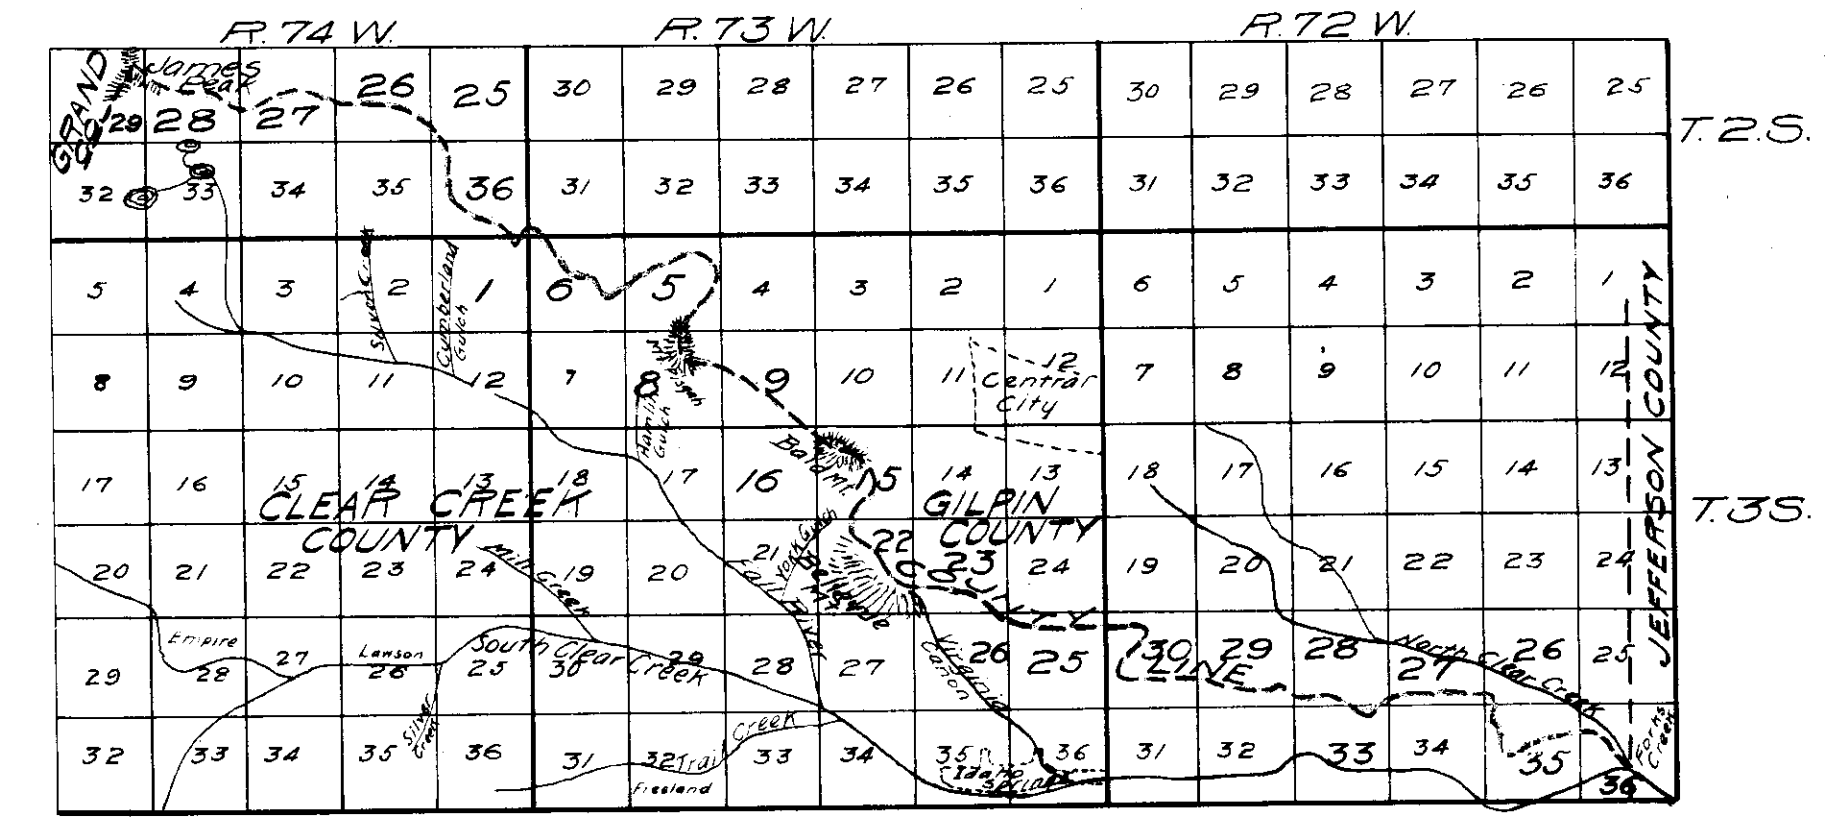 R. 74 W. R. 73 W. R. 72 W.
GRAND CO. James Peak
29 28 27 26 25 30 29 28 27 26 25 30 29 28 27 26 25
T. 2. S.
32 33 34 35 36 31 32 33 34 35 36 31 32 33 34 35 36
5 4 3 2 1 6 5 4 3 2 1 6 5 4 3 2 1
Silver Creek
Cumberland
Gulch
8 9 10 11 12 7 8 9 10 11 12 7 8 9 10 11 12
Central
City
Hamlin
Gulch
Bald Mt.
17 16 15 14 13 18 17 16 15 14 13 18 17 16 15 14 13
CLEAR CREEK
COUNTY
GILPIN
COUNTY
T. 3 S.
JEFFERSON COUNTY
20 21 22 23 24 19 20 21 22 23 24 19 20 21 22 23 24
Mill Creek
Fall River
York Gulch
Bellevue
Mt.
COUNTY LINE
Empire
Lawson
South Clear Creek
Virginia
Canon
North Clear Creek
29 28 27 26 25 30 29 28 27 26 25 30 29 28 27 26 25
Silver
Creek
Trail Creek
Freeland
Idaho
Springs
Forks
Creek
32 33 34 35 36 31 32 33 34 35 36 31 32 33 34 35 36